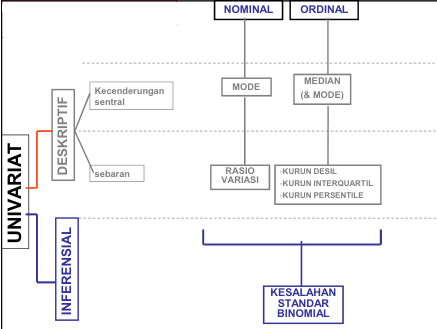 NOMINAL
ORDINAL
MODE
MEDIAN
(& MODE)
Kecenderungan
sentral
DESKRIPTIF
sebaran
RASIO
VARIASI
-KURUN DESIL
-KURUN INTERQUARTIL
-KURUN PERSENTILE
UNIVARIAT
INFERENSIAL
KESALAHAN
STANDAR
BINOMIAL